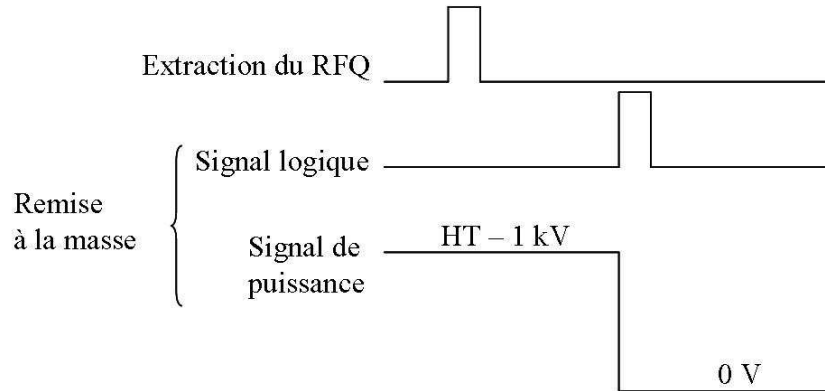 Extraction du RFQ
Signal logique
Remise
à la masse
Signal de
puissance
HT – 1 kV
0 V